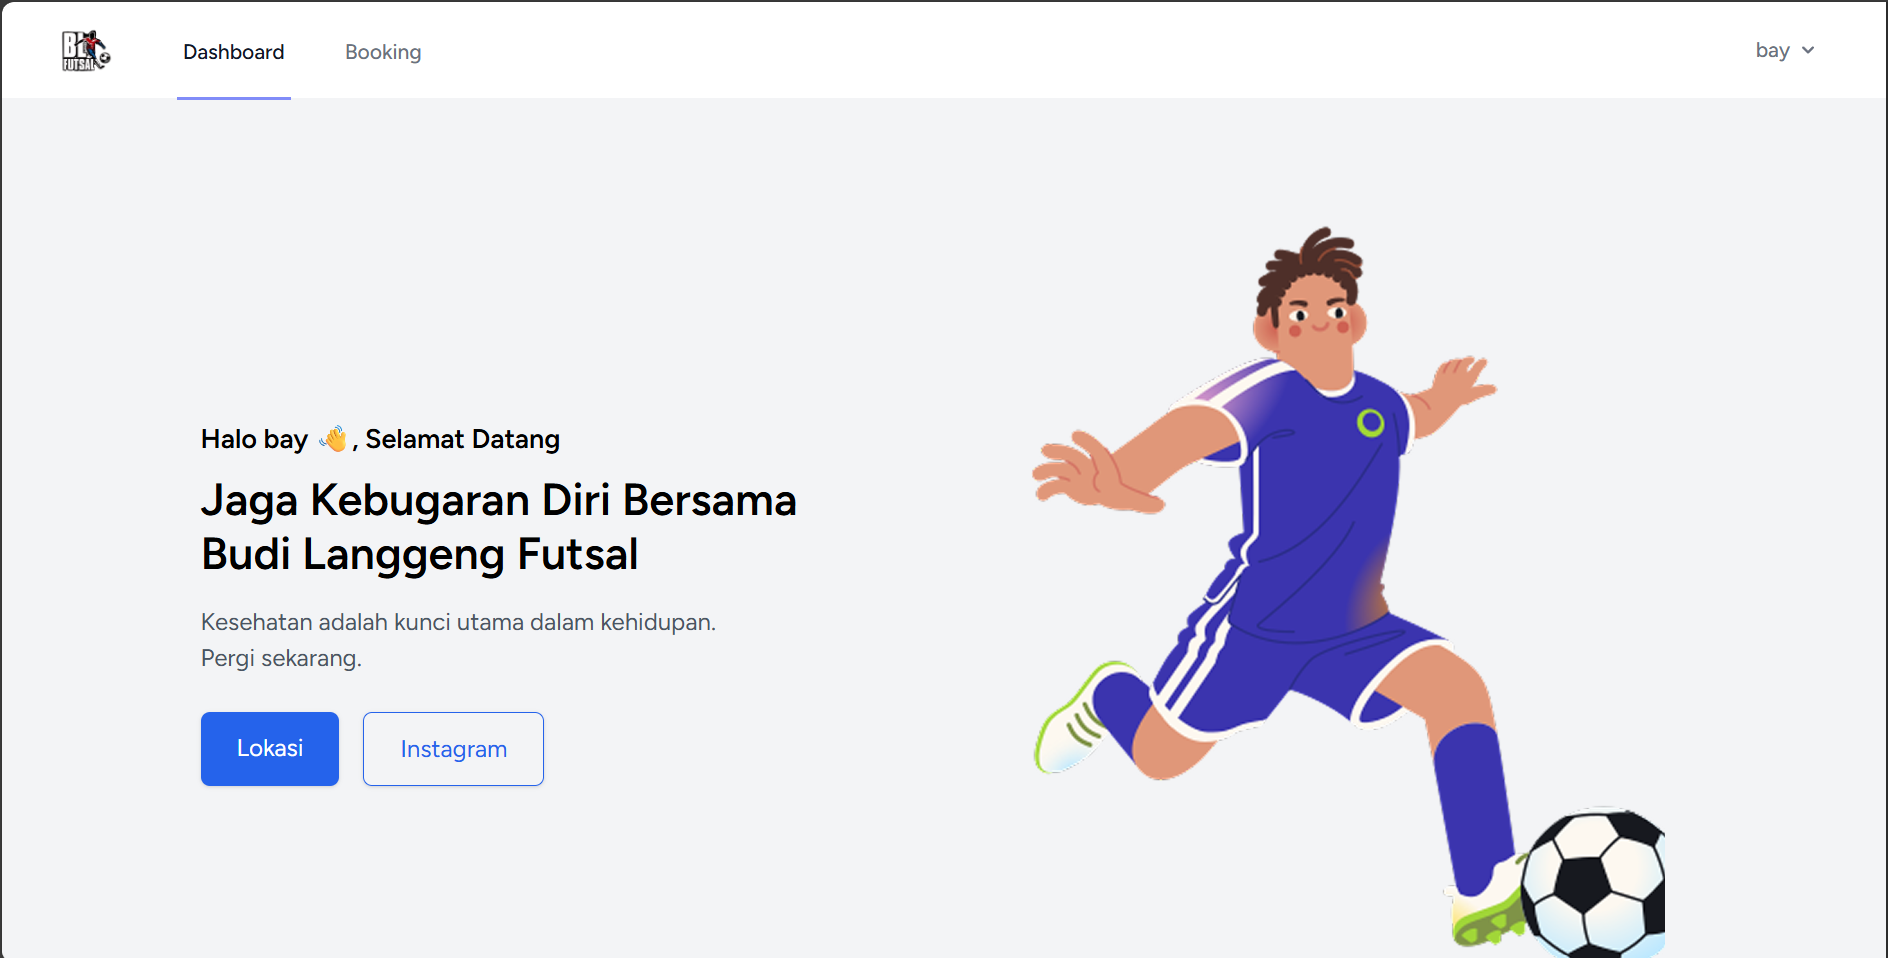 BL
FUTSAL
Dashboard
Booking
bay
Halo bay 👋, Selamat Datang
Jaga Kebugaran Diri Bersama
Budi Langgeng Futsal
Kesehatan adalah kunci utama dalam kehidupan.
Pergi sekarang.
Lokasi
Instagram